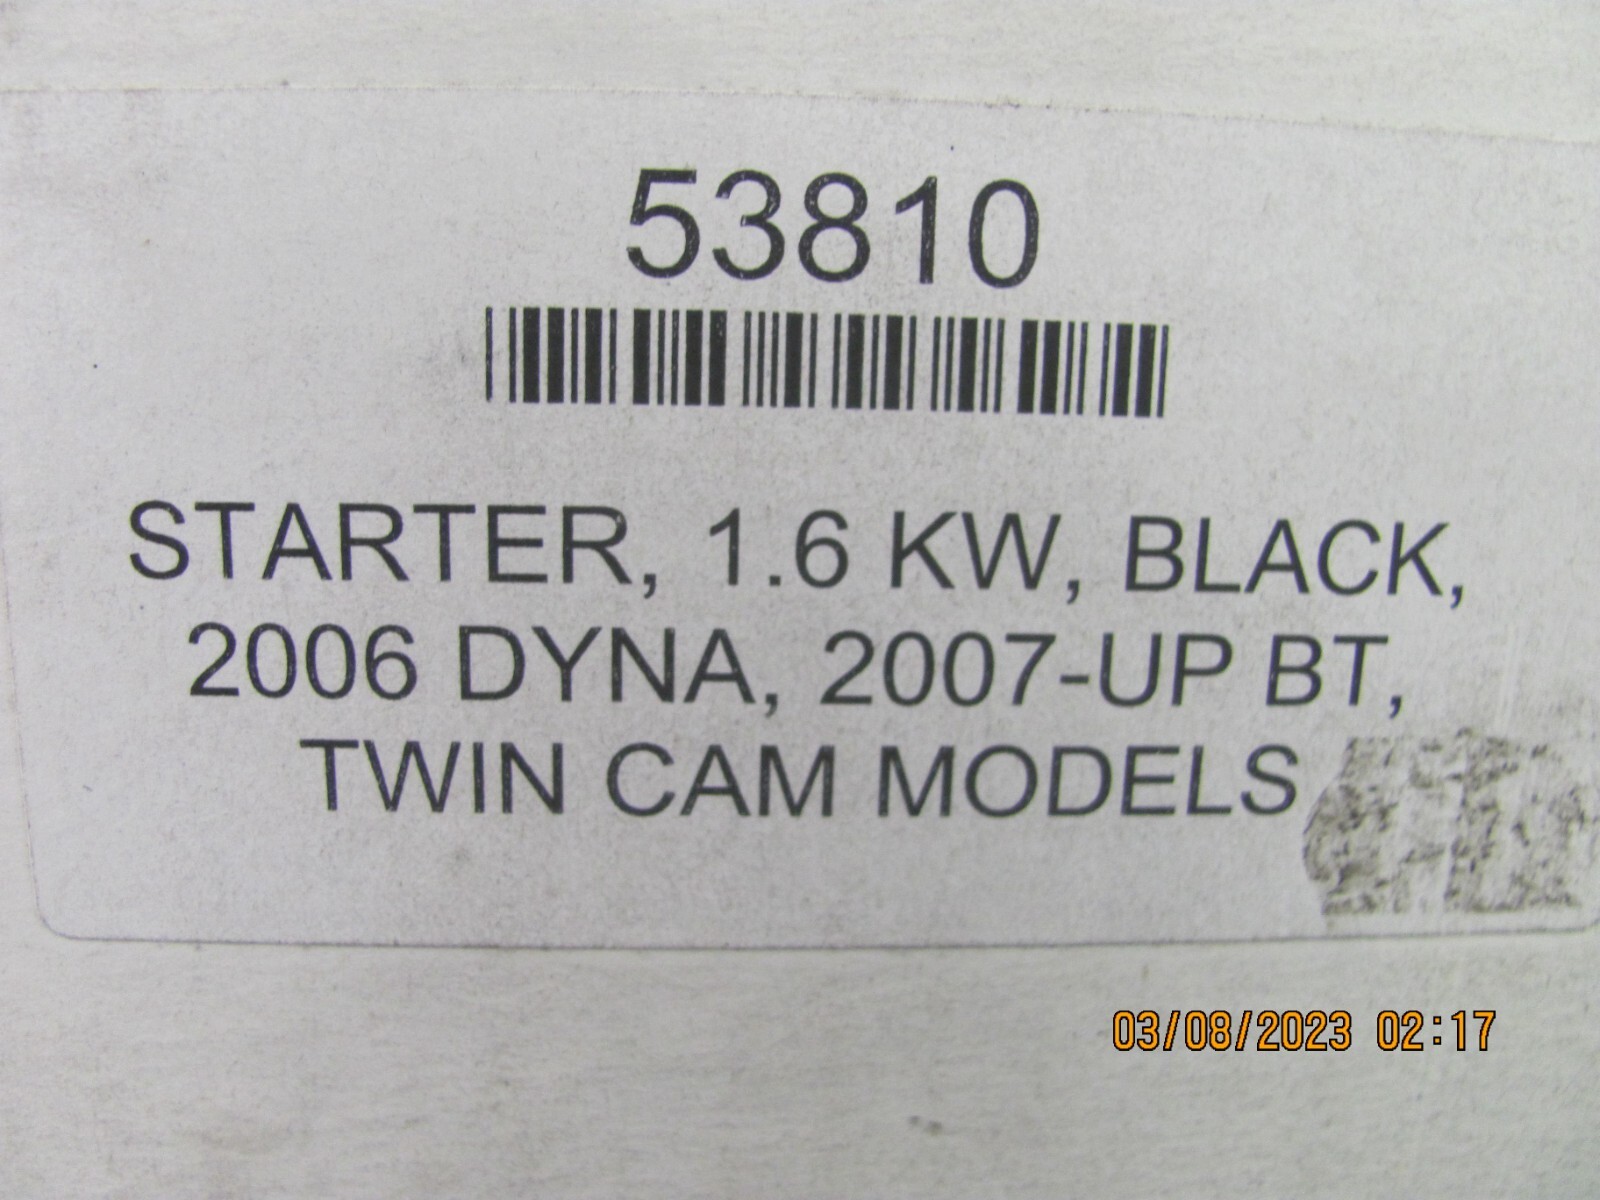 53810
STARTER, 1.6 KW, BLACK,
2006 DYNA, 2007-UP BT,
TWIN CAM MODELS
03/08/2023 02:17